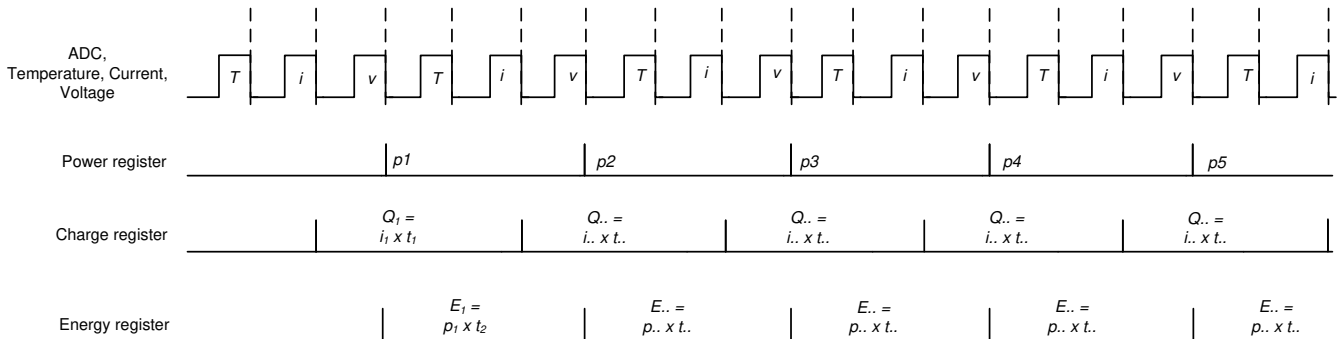 ADC,
Temperature, Current,
Voltage
T i v T i v T i v T i v T i v T i
Power register
p1 p2 p3 p4 p5
Charge register
Q1 = Q.. = Q.. = Q.. = Q.. =
i1 x t1 i.. x t.. i.. x t.. i.. x t.. i.. x t..
Energy register
E1 = E.. = E.. = E.. = E.. =
p1 x t2 p.. x t.. p.. x t.. p.. x t.. p.. x t..